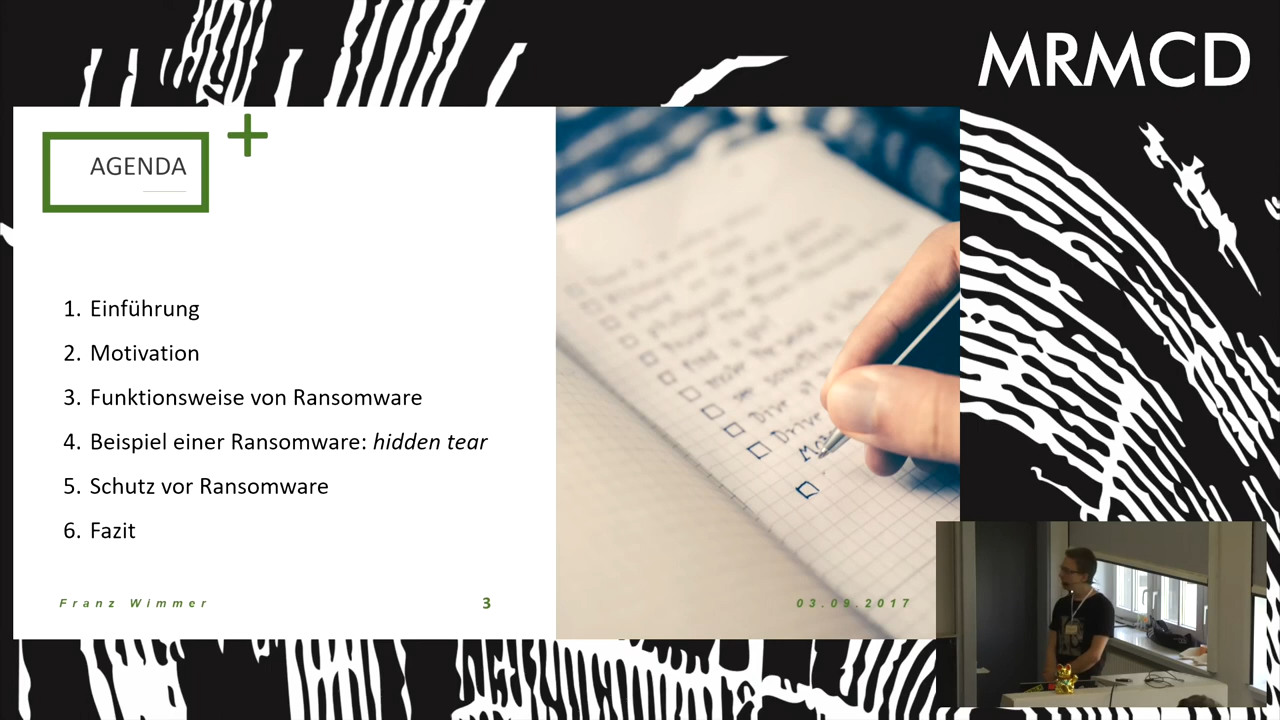 MRMCD
AGENDA
1. Einführung
2. Motivation
3. Funktionsweise von Ransomware
4. Beispiel einer Ransomware: hidden tear
5. Schutz vor Ransomware
6. Fazit
Franz Wimmer
3
03.09.2017